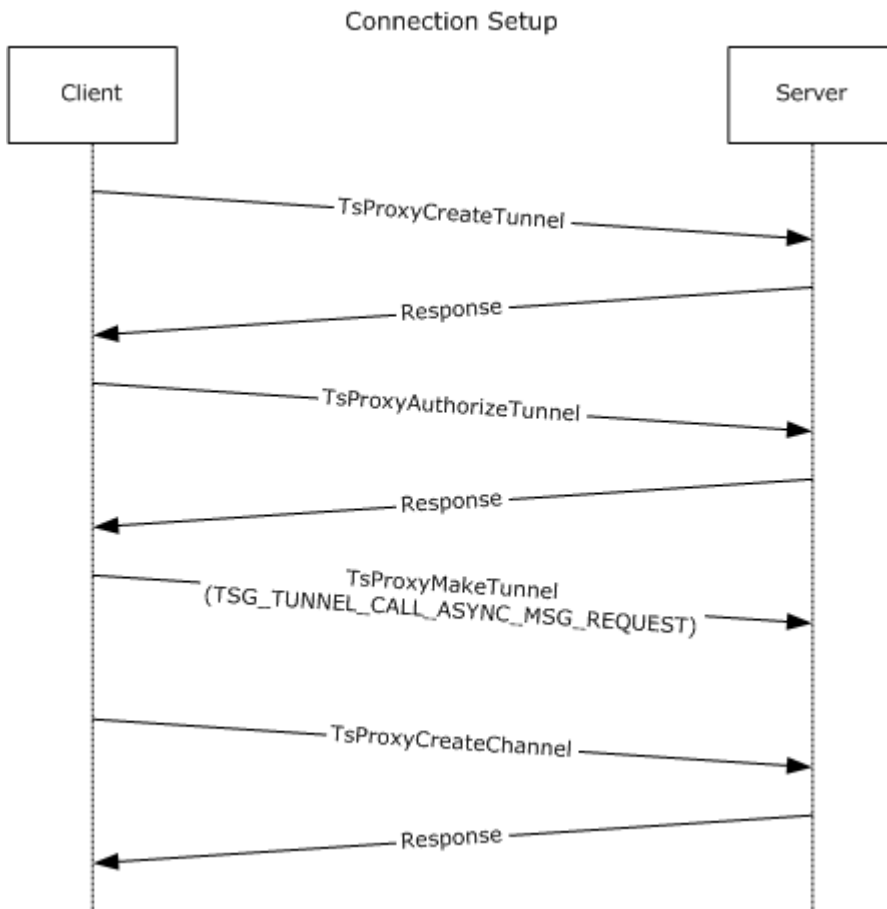 Connection Setup
Client
Server
TsProxyCreateTunnel
Response
TsProxyAuthorizeTunnel
Response
TsProxyMakeTunnel
(TSG_TUNNEL_CALL_ASYNC_MSG_REQUEST)
TsProxyCreateChannel
Response